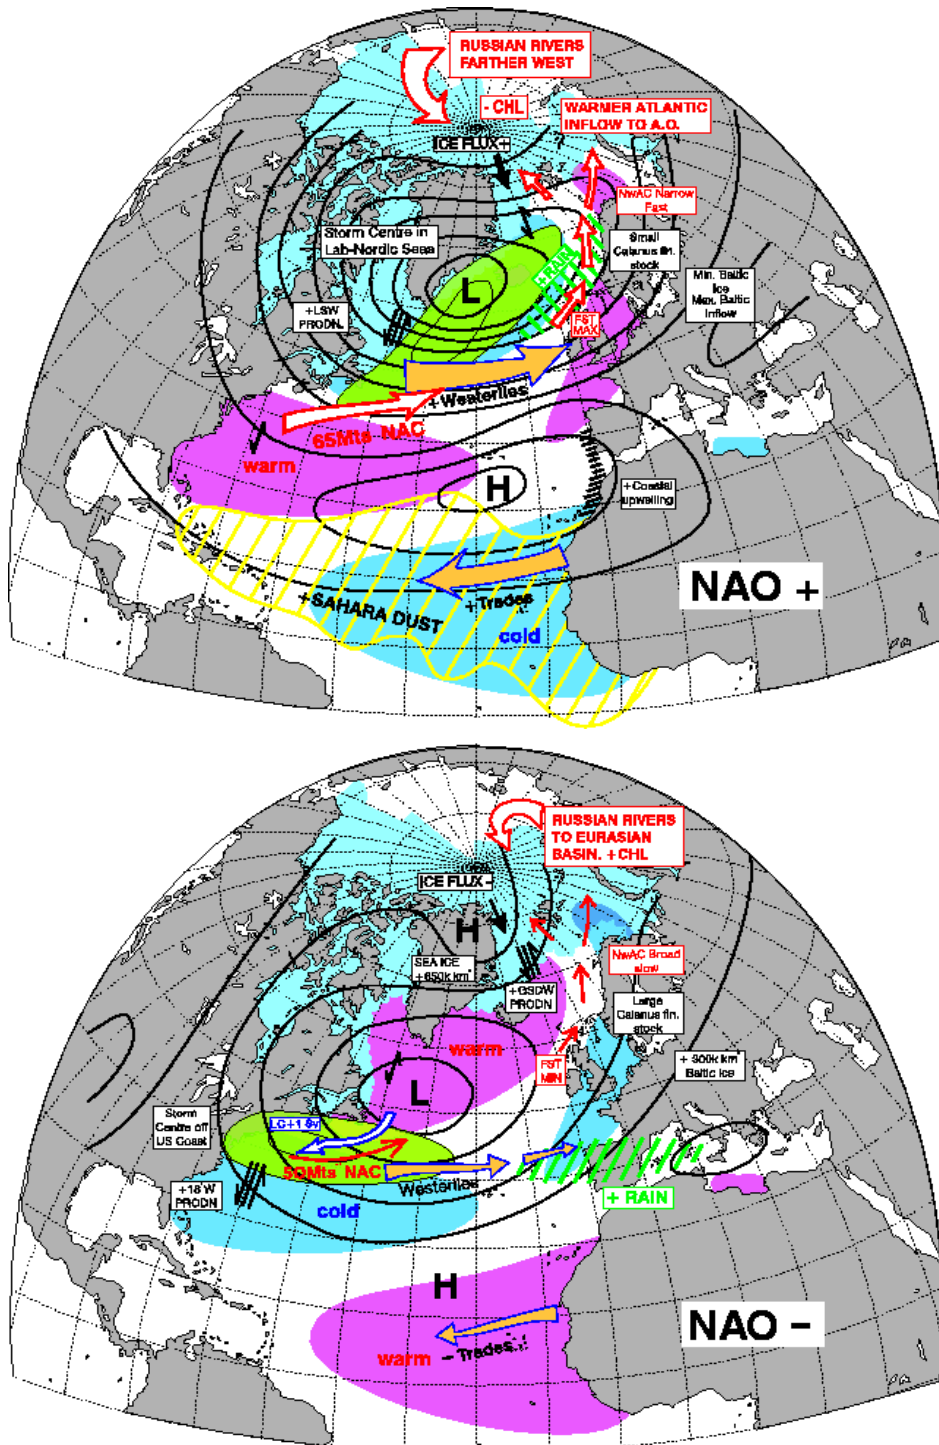 RUSSIAN RIVERS
FARTHER WEST
- CHL
WARMER ATLANTIC
INFLOW TO A.O.
ICE FLUX+
NwAC Narrow
Fast
Storm Centre in
Lab-Nordic Seas
Small
Calanus fin.
stock
+ RAIN
Min. Baltic
Ice
Max. Baltic
Inflow
L
+LSW
PRODN.
FST
MAX
+ Westerlies
65Mts NAC
warm
H
+ Coastal
upwelling
NAO +
+SAHARA DUST
+ Trades
cold
RUSSIAN RIVERS
TO EURASIAN
BASIN. +CHL
ICE FLUX -
H
SEA ICE
+650k km²
NwAC Broad
slow
+GSDW
PRODN
Large
Calanus fin.
stock
warm
FST
MIN
+ 300k km
Baltic Ice
L
Storm
Centre off
US Coast
LC+1 Sv
50Mts NAC
Westerlies
+18°W
PRODN
+ RAIN
cold
H
NAO −
warm
- Trades